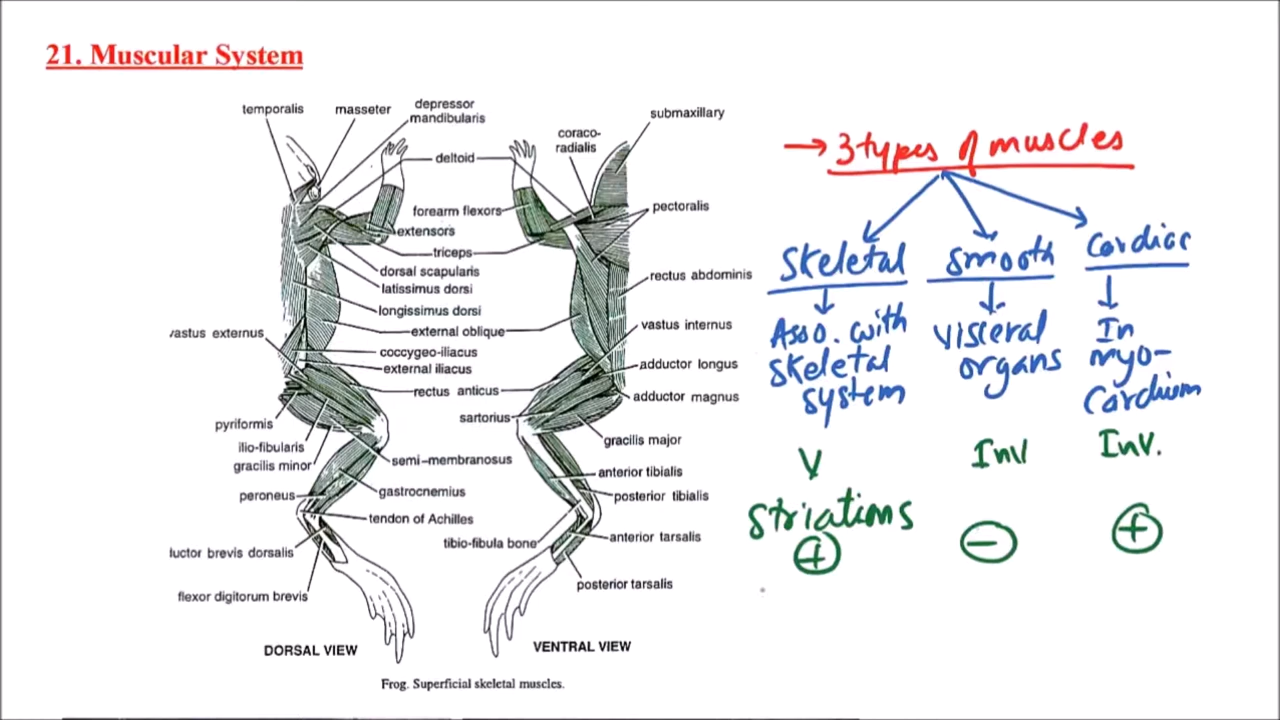 21. Muscular System
temporalis
masseter
depressor
mandibularis
deltoid
coraco-
radialis
submaxillary
forearm flexors
pectoralis
extensors
triceps
dorsal scapularis
latissimus dorsi
rectus abdominis
longissimus dorsi
vastus externus
external oblique
vastus internus
coccygeo-iliacus
external iliacus
adductor longus
rectus anticus
adductor magnus
pyriformis
sartorius
ilio-fibularis
gracilis minor
gracilis major
semi-membranosus
anterior tibialis
peroneus
gastrocnemius
posterior tibialis
tendon of Achilles
luctor brevis dorsalis
tibio-fibula bone
anterior tarsalis
flexor digitorum brevis
posterior tarsalis
DORSAL VIEW
VENTRAL VIEW
Frog. Superficial skeletal muscles.
→ 3 types of muscles
Skeletal
Asso. with
skeletal
system
V
Striations
+
Smooth
Visceral
organs
Inv
−
Cardiac
In
myo-
cardium
Inv.
+